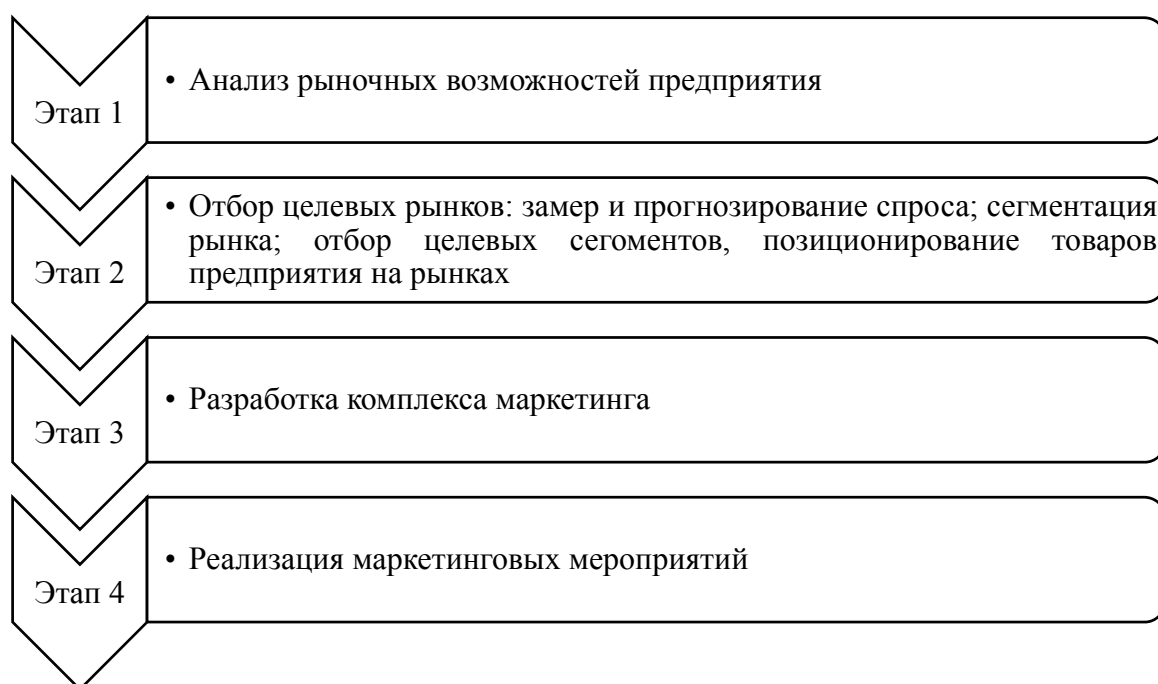 Этап 1
• Анализ рыночных возможностей предприятия
Этап 2
• Отбор целевых рынков: замер и прогнозирование спроса; сегментация
рынка; отбор целевых сегоментов, позиционирование товаров
предприятия на рынках
Этап 3
• Разработка комплекса маркетинга
Этап 4
• Реализация маркетинговых мероприятий